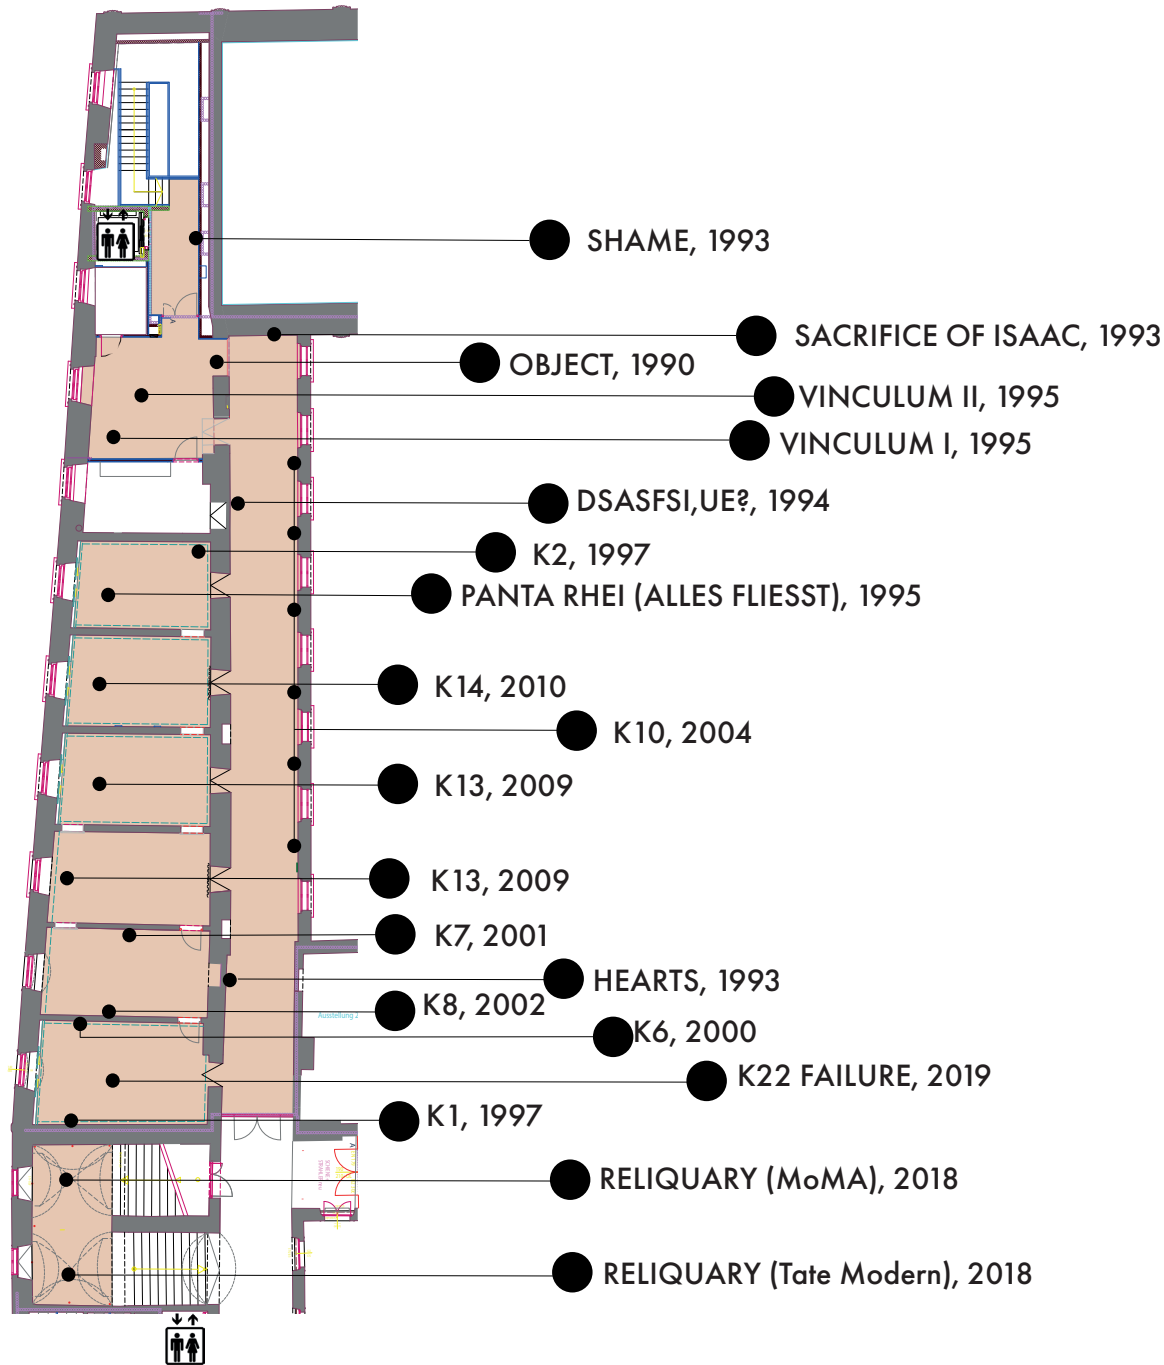 SHAME, 1993
SACRIFICE OF ISAAC, 1993
OBJECT, 1990
VINCULUM II, 1995
VINCULUM I, 1995
DSASFSI,UE?, 1994
K2, 1997
PANTA RHEI (ALLES FLIESST), 1995
K14, 2010
K10, 2004
K13, 2009
K13, 2009
K7, 2001
HEARTS, 1993
K8, 2002
Ausstellung 2
K6, 2000
K22 FAILURE, 2019
K1, 1997
RELIQUARY (MoMA), 2018
RELIQUARY (Tate Modern), 2018